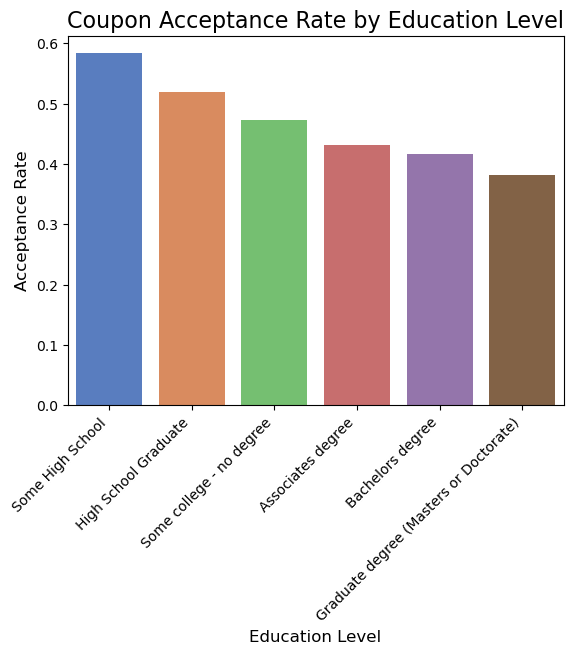 Coupon Acceptance Rate by Education Level
0.6
0.5
0.4
0.3
0.2
0.1
0.0
Acceptance Rate
Some High School
High School Graduate
Some college - no degree
Associates degree
Bachelors degree
Graduate degree (Masters or Doctorate)
Education Level